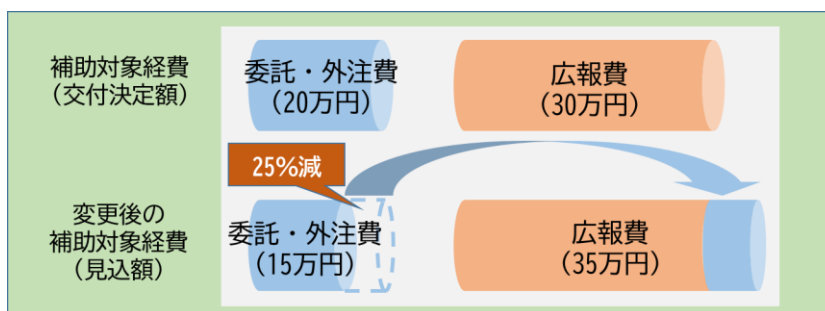 補助対象経費
(交付決定額)
委託・外注費
(20万円)
広報費
(30万円)
25%減
変更後の
補助対象経費
(見込額)
委託・外注費
(15万円)
広報費
(35万円)